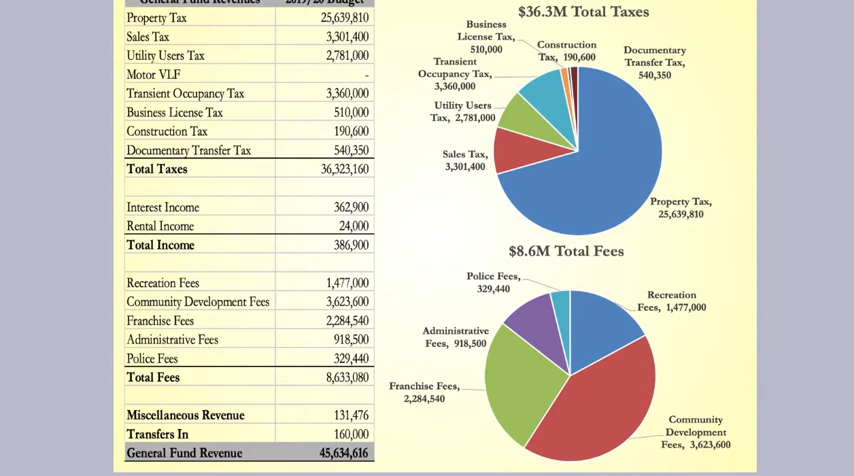 General Fund Revenues 2019/20 Budget
Property Tax 25,639,810
Sales Tax 3,301,400
Utility Users Tax 2,781,000
Motor VLF -
Transient Occupancy Tax 3,360,000
Business License Tax 510,000
Construction Tax 190,600
Documentary Transfer Tax 540,350
Total Taxes 36,323,160
Interest Income 362,900
Rental Income 24,000
Total Income 386,900
Recreation Fees 1,477,000
Community Development Fees 3,623,600
Franchise Fees 2,284,540
Administrative Fees 918,500
Police Fees 329,440
Total Fees 8,633,080
Miscellaneous Revenue 131,476
Transfers In 160,000
General Fund Revenue 45,634,616
$36.3M Total Taxes
Business
License Tax,
510,000
Construction
Tax, 190,600
Documentary
Transfer Tax,
540,350
Transient
Occupancy Tax,
3,360,000
Utility Users
Tax, 2,781,000
Sales Tax,
3,301,400
Property Tax,
25,639,810
$8.6M Total Fees
Police Fees,
329,440
Recreation
Fees, 1,477,000
Administrative
Fees, 918,500
Franchise Fees,
2,284,540
Community
Development
Fees, 3,623,600